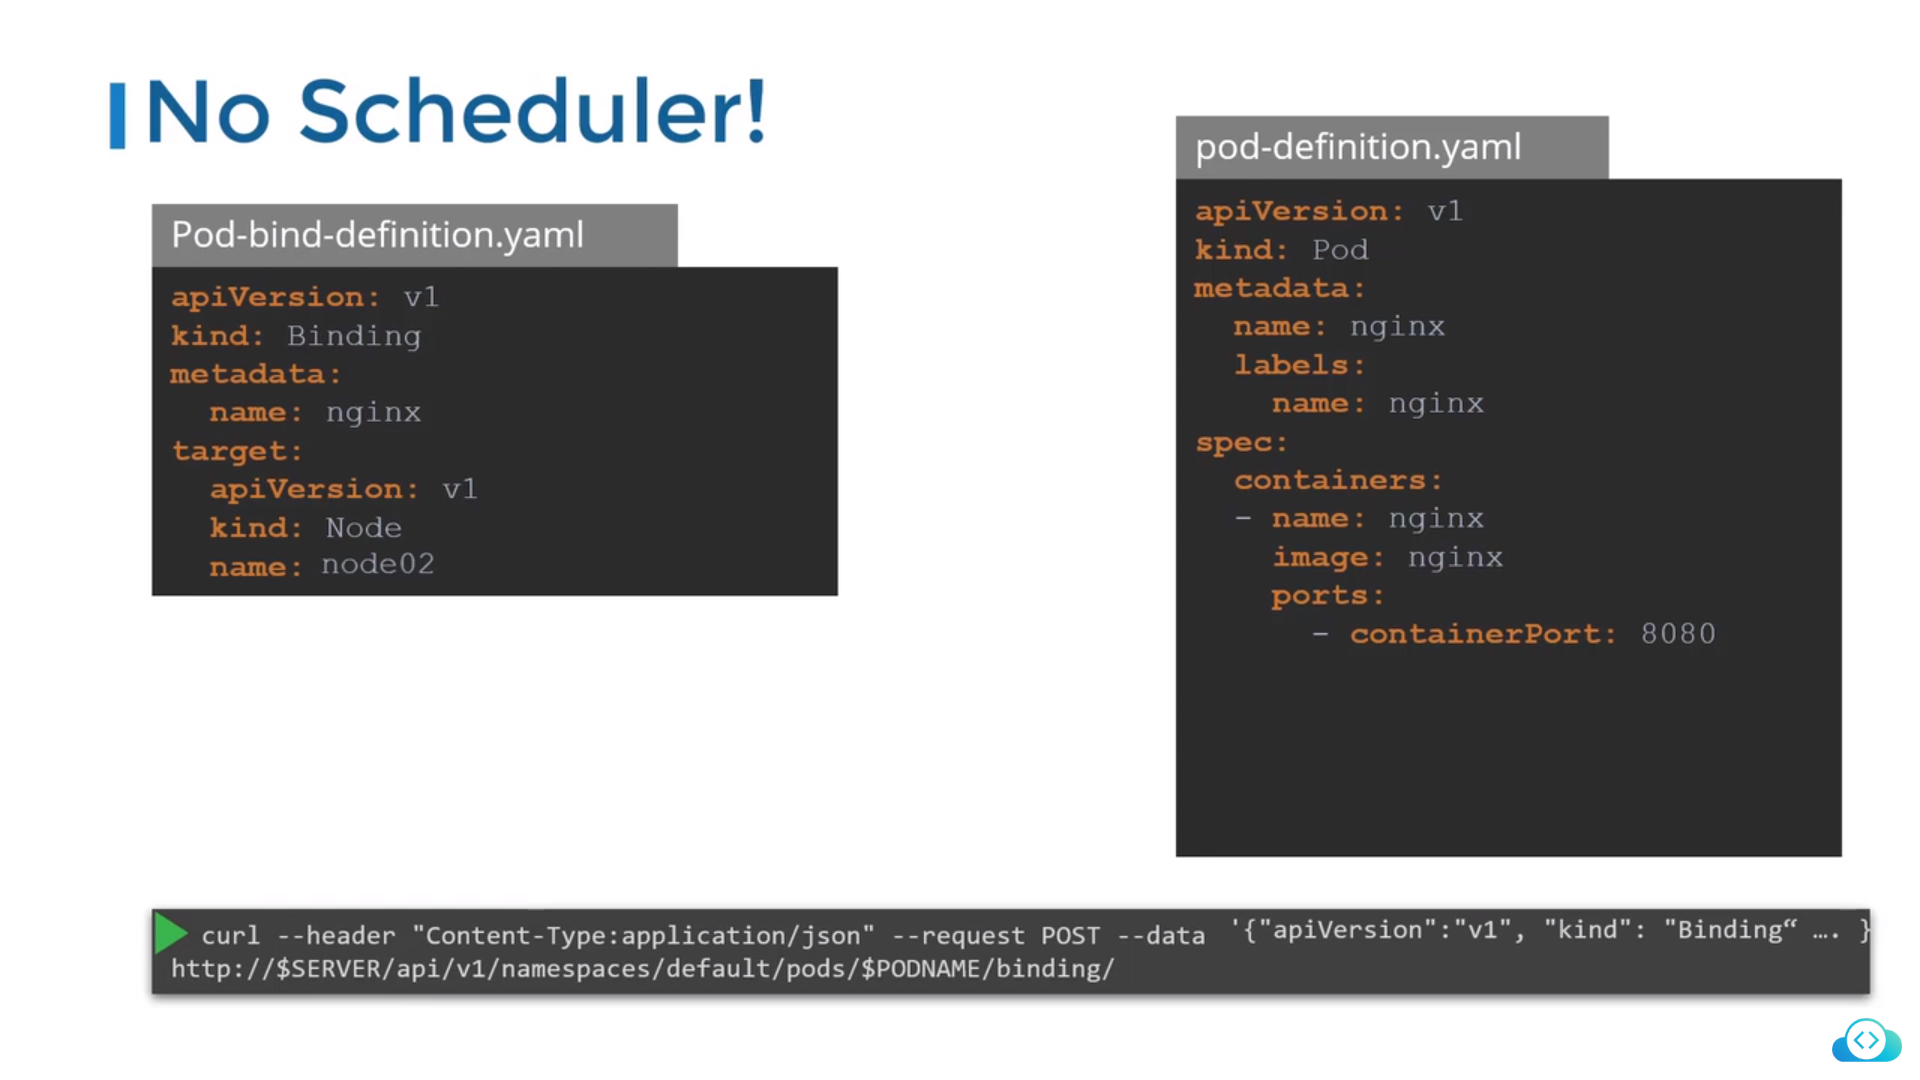 No Scheduler!
Pod-bind-definition.yaml
apiVersion: v1
kind: Binding
metadata:
  name: nginx
target:
  apiVersion: v1
  kind: Node
  name: node02
pod-definition.yaml
apiVersion: v1
kind: Pod
metadata:
  name: nginx
  labels:
    name: nginx
spec:
  containers:
  - name: nginx
    image: nginx
    ports:
      - containerPort: 8080
curl --header "Content-Type:application/json" --request POST --data '{"apiVersion":"v1", "kind": "Binding“ …. }
http://$SERVER/api/v1/namespaces/default/pods/$PODNAME/binding/